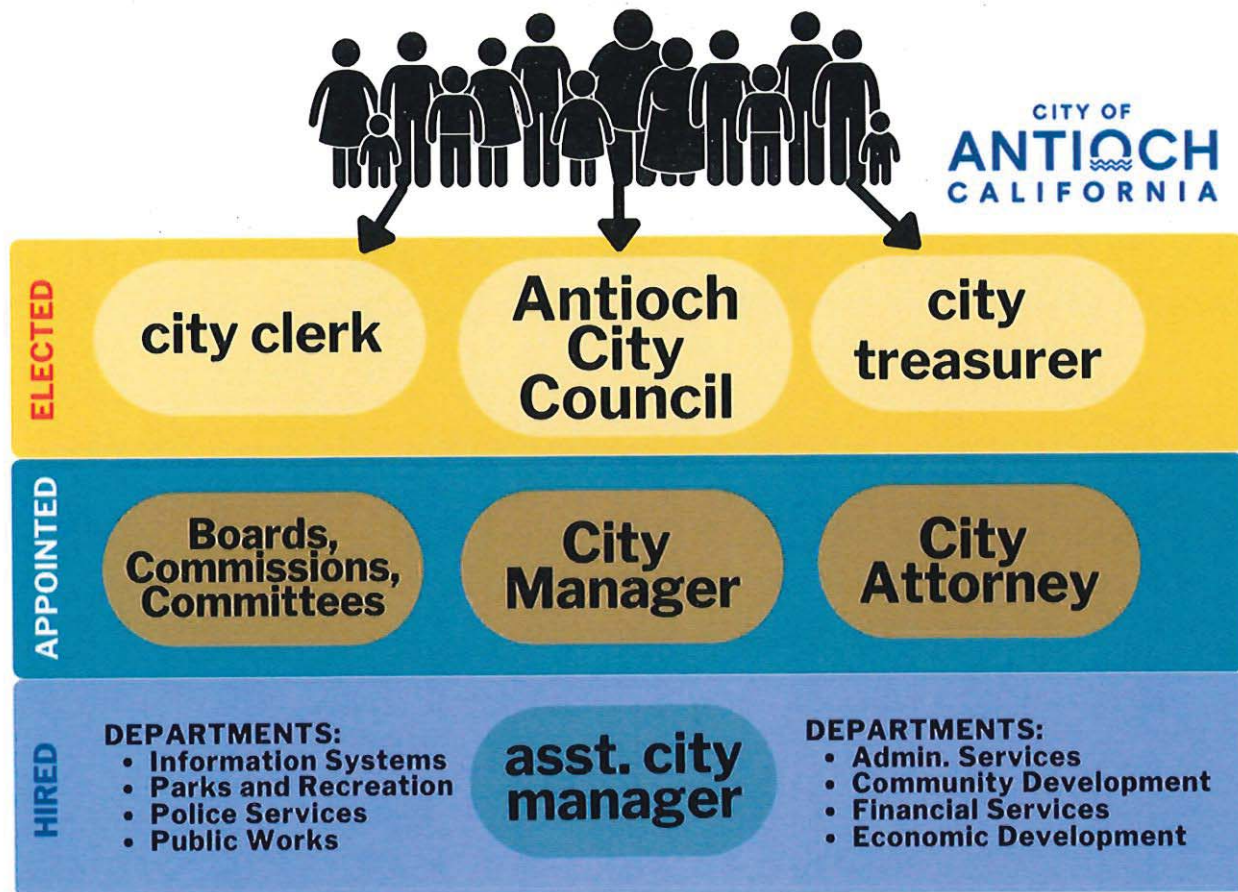 CITY OF
ANTIOCH
CALIFORNIA
ELECTED
city clerk
Antioch
City
Council
city
treasurer
APPOINTED
Boards,
Commissions,
Committees
City
Manager
City
Attorney
HIRED
DEPARTMENTS:
• Information Systems
• Parks and Recreation
• Police Services
• Public Works
asst. city
manager
DEPARTMENTS:
• Admin. Services
• Community Development
• Financial Services
• Economic Development